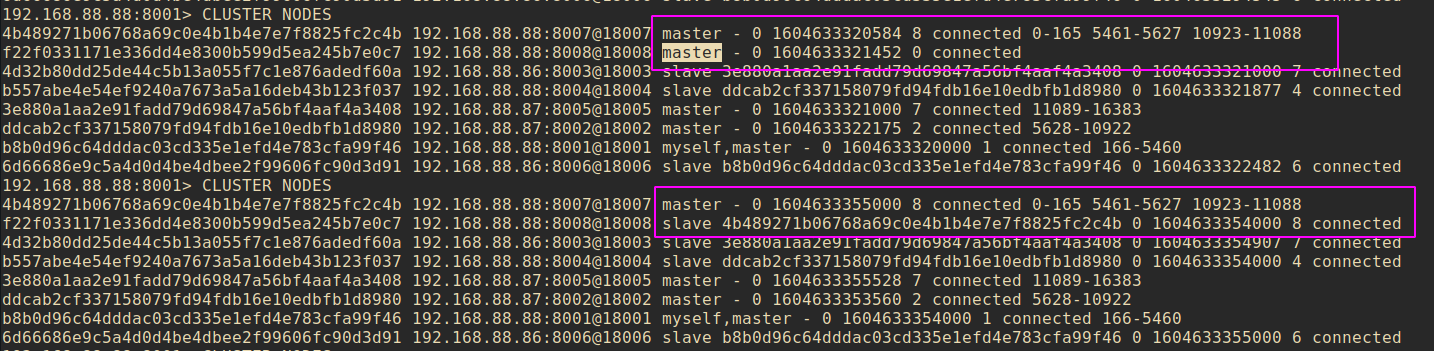 192.168.88.88:8001> CLUSTER NODES
4b489271b06768a69c0e4b1b4e7e7f8825fc2c4b 192.168.88.88:8007@18007 master - 0 1604633320584 8 connected 0-165 5461-5627 10923-11088
f22f0331171e336dd4e8300b599d5ea245b7e0c7 192.168.88.88:8008@18008 master - 0 1604633321452 0 connected
4d32b80dd25de44c5b13a055f7c1e876adedf60a 192.168.88.86:8003@18003 slave 3e880a1aa2e91fadd79d69847a56bf4aaf4a3408 0 1604633321000 7 connected
b557abe4e54ef9240a7673a5a16deb43b123f037 192.168.88.88:8004@18004 slave ddcab2cf337158079fd94fdb16e10edbfb1d8980 0 1604633321877 4 connected
3e880a1aa2e91fadd79d69847a56bf4aaf4a3408 192.168.88.87:8005@18005 master - 0 1604633321000 7 connected 11089-16383
ddcab2cf337158079fd94fdb16e10edbfb1d8980 192.168.88.87:8002@18002 master - 0 1604633322175 2 connected 5628-10922
b8b0d96c64dddac03cd335e1efd4e783cfa99f46 192.168.88.88:8001@18001 myself,master - 0 1604633320000 1 connected 166-5460
6d66686e9c5a4d0d4be4dbee2f99606fc90d3d91 192.168.88.86:8006@18006 slave b8b0d96c64dddac03cd335e1efd4e783cfa99f46 0 1604633322482 6 connected
192.168.88.88:8001> CLUSTER NODES
4b489271b06768a69c0e4b1b4e7e7f8825fc2c4b 192.168.88.88:8007@18007 master - 0 1604633355000 8 connected 0-165 5461-5627 10923-11088
f22f0331171e336dd4e8300b599d5ea245b7e0c7 192.168.88.88:8008@18008 slave 4b489271b06768a69c0e4b1b4e7e7f8825fc2c4b 0 1604633354000 8 connected
4d32b80dd25de44c5b13a055f7c1e876adedf60a 192.168.88.86:8003@18003 slave 3e880a1aa2e91fadd79d69847a56bf4aaf4a3408 0 1604633354907 7 connected
b557abe4e54ef9240a7673a5a16deb43b123f037 192.168.88.88:8004@18004 slave ddcab2cf337158079fd94fdb16e10edbfb1d8980 0 1604633354000 4 connected
3e880a1aa2e91fadd79d69847a56bf4aaf4a3408 192.168.88.87:8005@18005 master - 0 1604633355528 7 connected 11089-16383
ddcab2cf337158079fd94fdb16e10edbfb1d8980 192.168.88.87:8002@18002 master - 0 1604633353560 2 connected 5628-10922
b8b0d96c64dddac03cd335e1efd4e783cfa99f46 192.168.88.88:8001@18001 myself,master - 0 1604633354000 1 connected 166-5460
6d66686e9c5a4d0d4be4dbee2f99606fc90d3d91 192.168.88.86:8006@18006 slave b8b0d96c64dddac03cd335e1efd4e783cfa99f46 0 1604633355000 6 connected